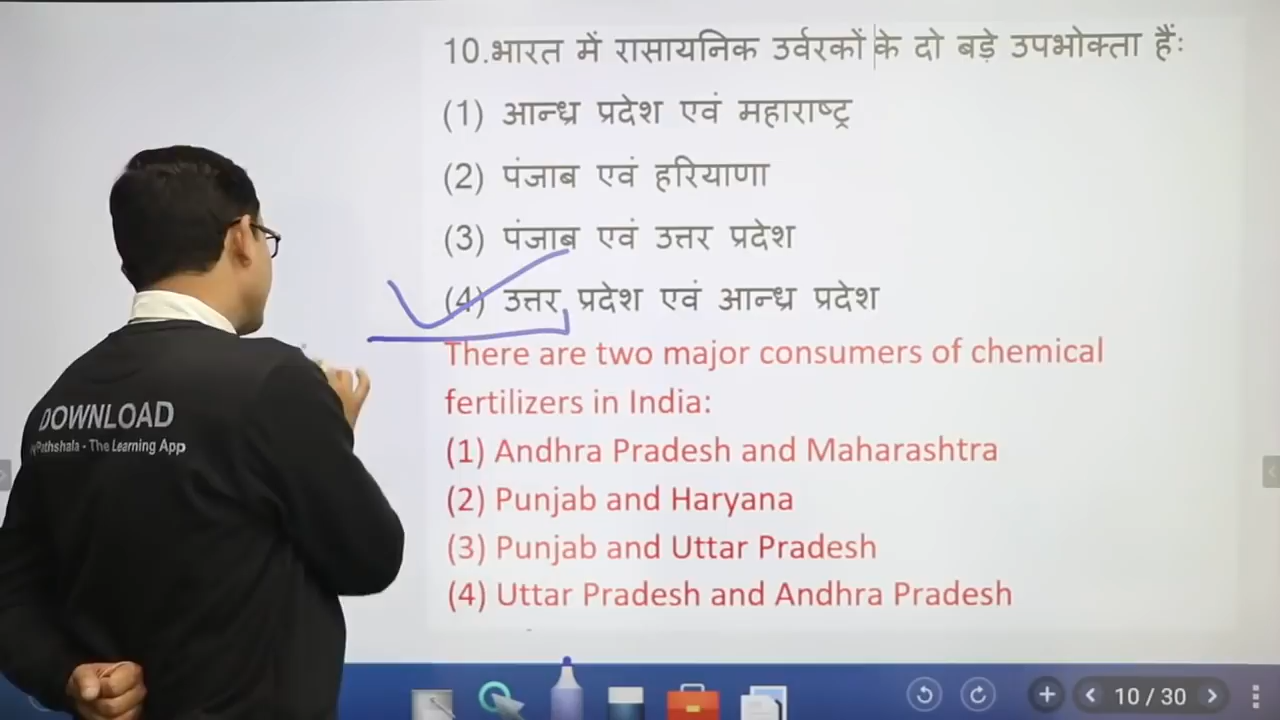 10.भारत में रासायनिक उर्वरकों के दो बड़े उपभोक्ता हैंः
(1) आन्ध्र प्रदेश एवं महाराष्ट्र
(2) पंजाब एवं हरियाणा
(3) पंजाब एवं उत्तर प्रदेश
(4) उत्तर प्रदेश एवं आन्ध्र प्रदेश
There are two major consumers of chemical
fertilizers in India:
(1) Andhra Pradesh and Maharashtra
(2) Punjab and Haryana
(3) Punjab and Uttar Pradesh
(4) Uttar Pradesh and Andhra Pradesh
DOWNLOAD
Pathshala - The Learning App
10 / 30